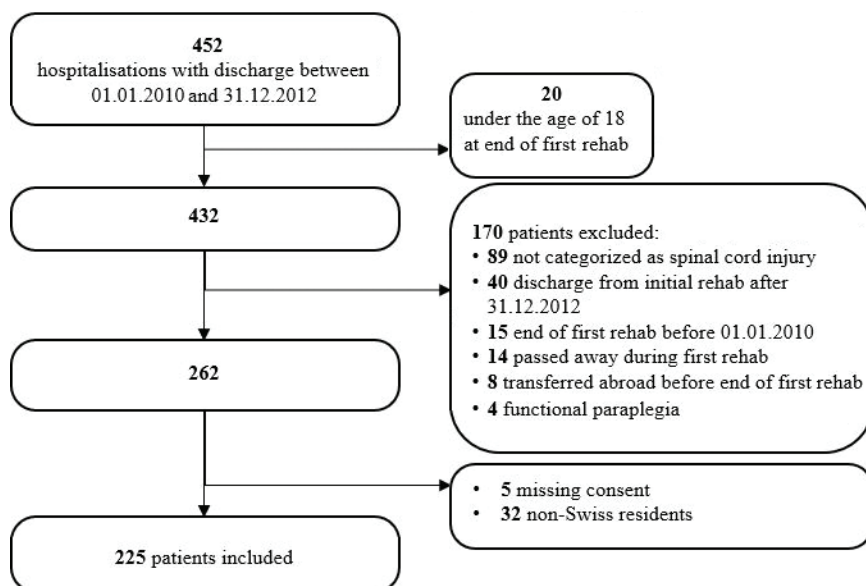 452
hospitalisations with discharge between
01.01.2010 and 31.12.2012
20
under the age of 18
at end of first rehab
432
170 patients excluded:
• 89 not categorized as spinal cord injury
• 40 discharge from initial rehab after
31.12.2012
• 15 end of first rehab before 01.01.2010
• 14 passed away during first rehab
• 8 transferred abroad before end of first rehab
• 4 functional paraplegia
262
• 5 missing consent
• 32 non-Swiss residents
225 patients included